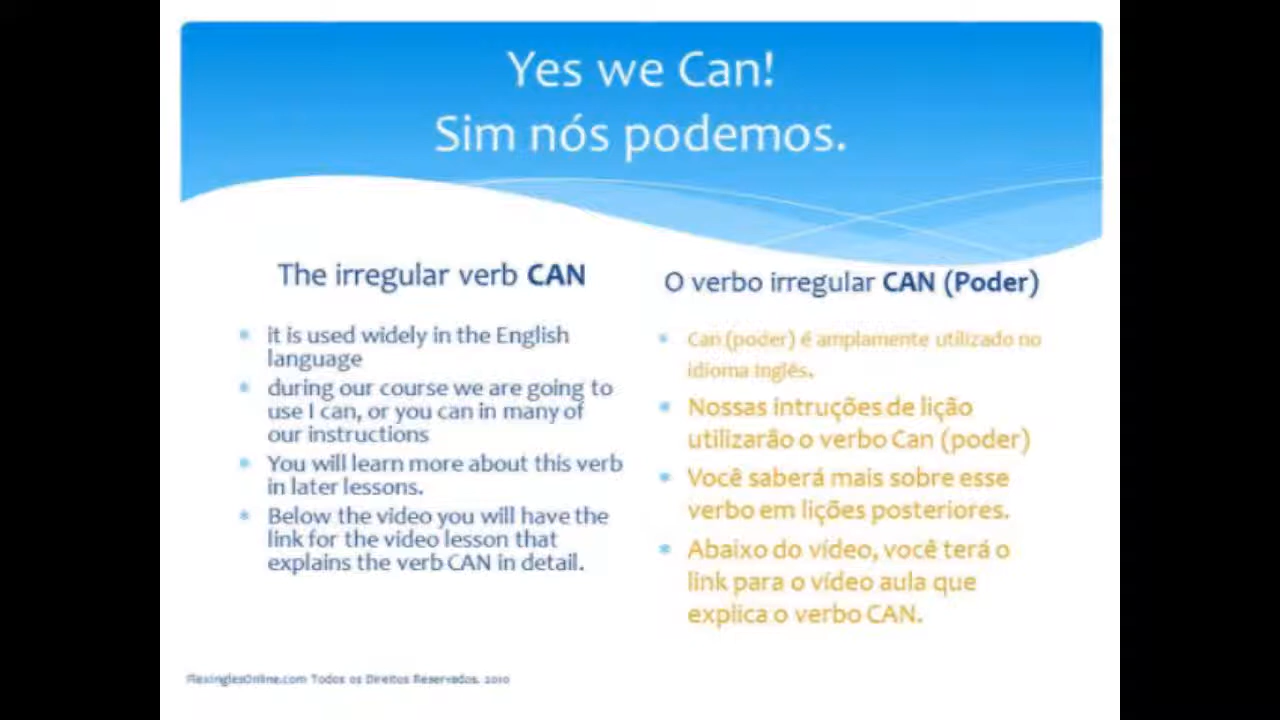 Yes we Can!
Sim nós podemos.
The irregular verb CAN
it is used widely in the English
language
during our course we are going to
use I can, or you can in many of
our instructions
You will learn more about this verb
in later lessons.
Below the video you will have the
link for the video lesson that
explains the verb CAN in detail.
O verbo irregular CAN (Poder)
Can (poder) é amplamente utilizado no
idioma Inglês.
Nossas intruções de lição
utilizarão o verbo Can (poder)
Você saberá mais sobre esse
verbo em lições posteriores.
Abaixo do vídeo, você terá o
link para o vídeo aula que
explica o verbo CAN.
FlexInglesOnline.com Todos os Direitos Reservados. 2010